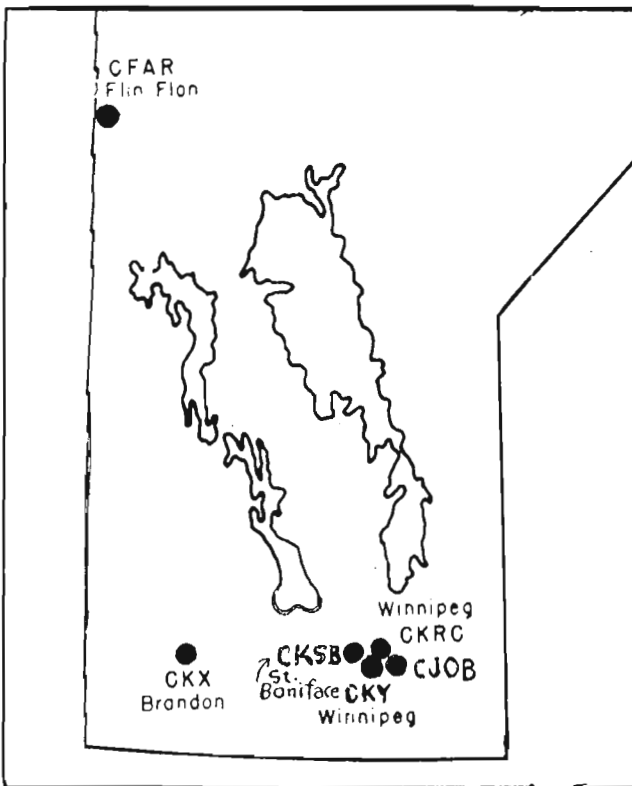 CFAR
Flin Flon
Winnipeg
CKRC
CKSB
CJOB
St.
Boniface
CKY
Winnipeg
CKX
Brandon